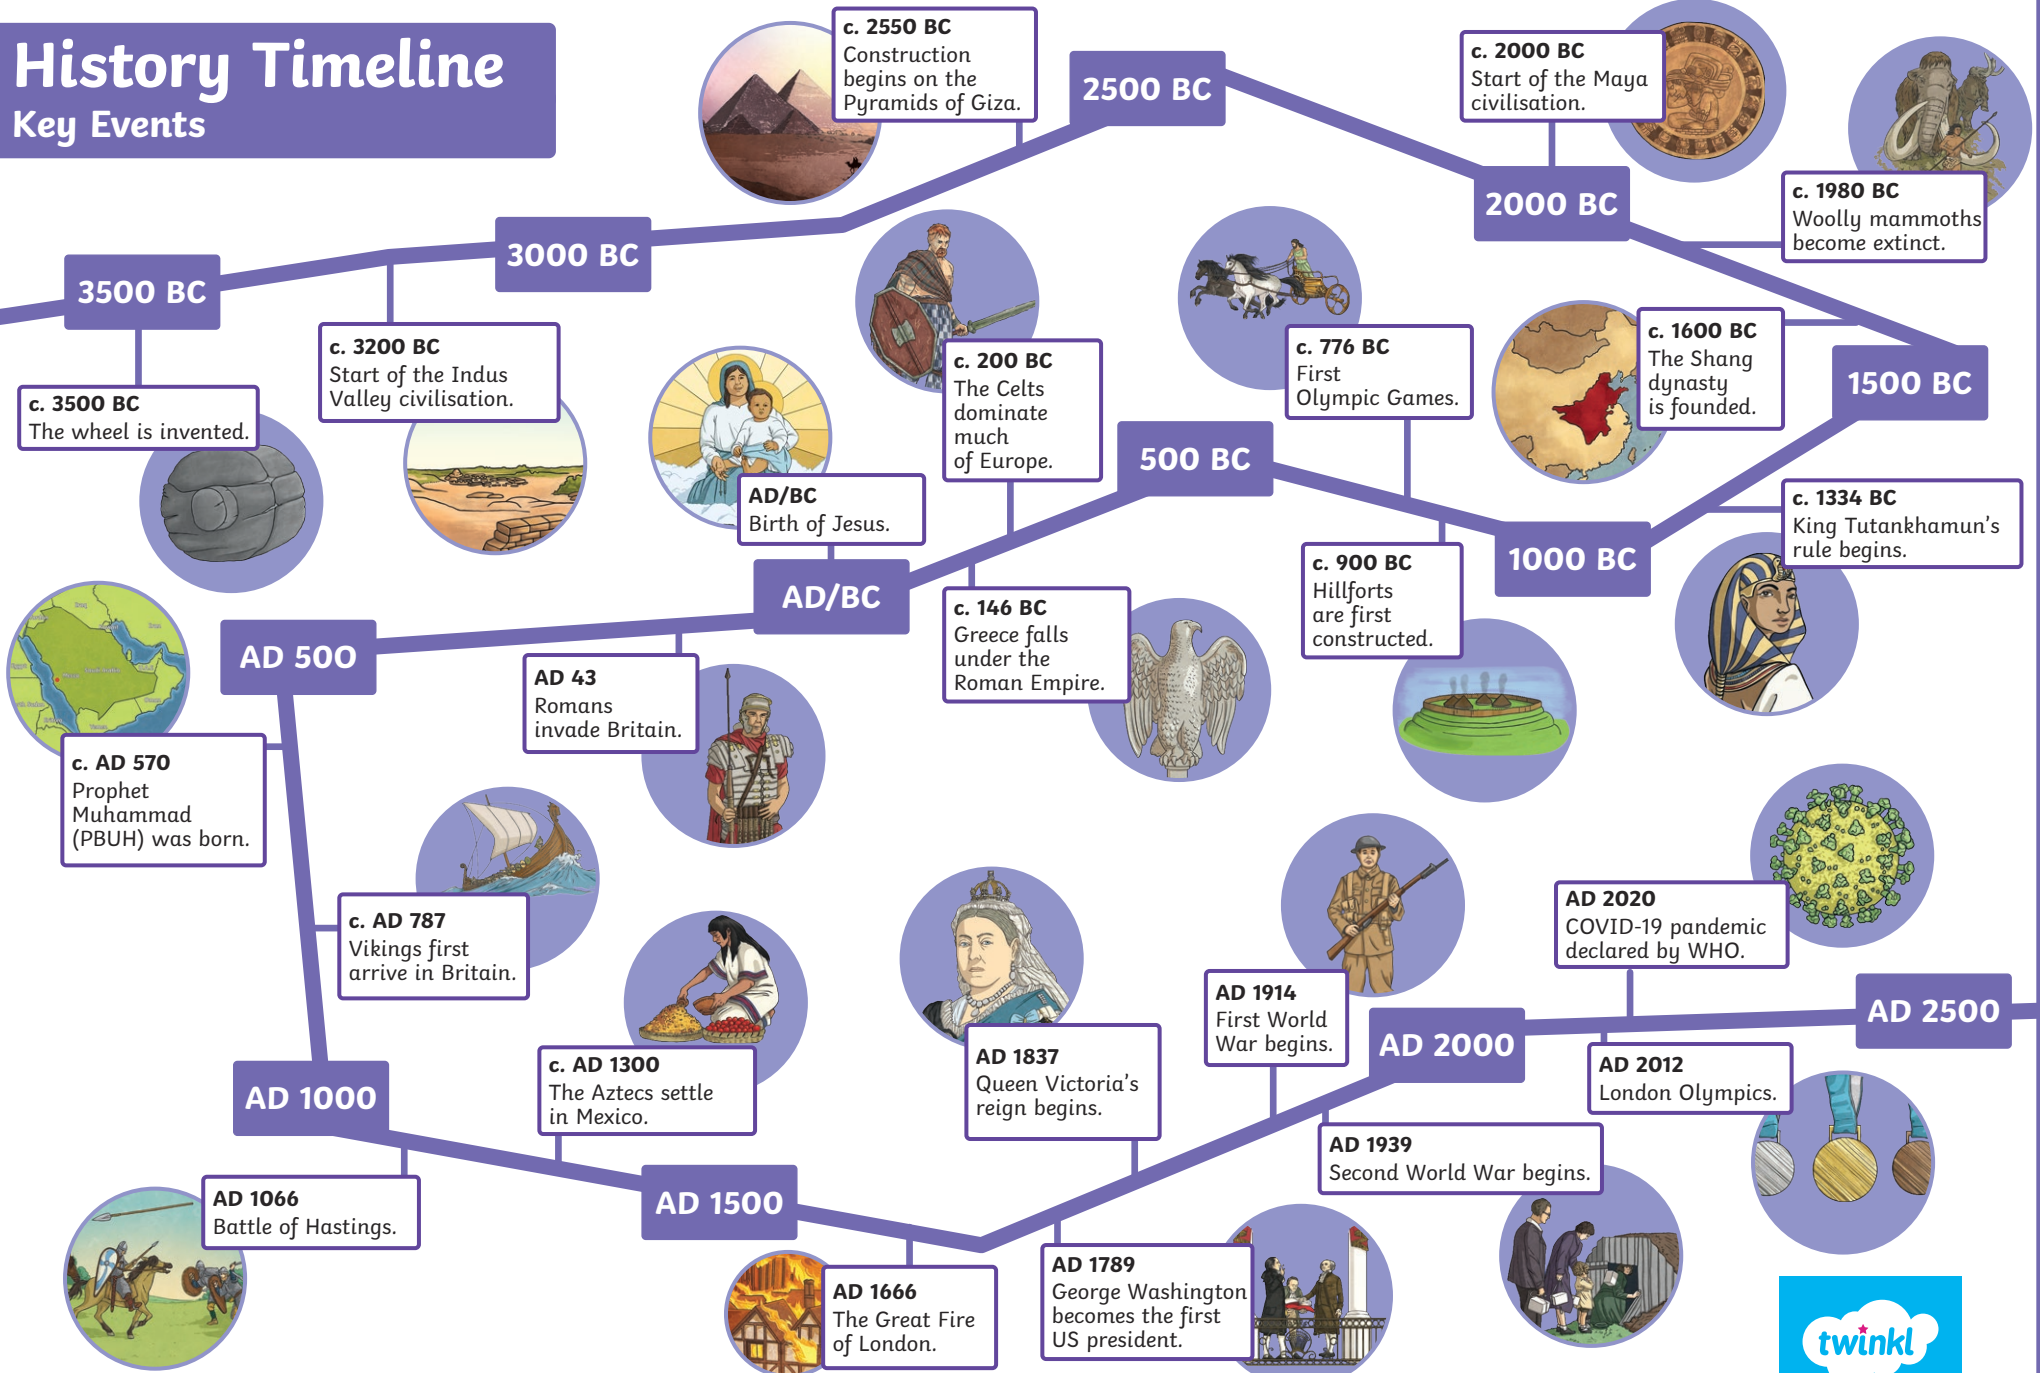 History Timeline
Key Events
c. 2550 BC
Construction
begins on the
Pyramids of Giza.
2500 BC
c. 2000 BC
Start of the Maya
civilisation.
2000 BC
c. 1980 BC
Woolly mammoths
become extinct.
3500 BC
3000 BC
c. 3500 BC
The wheel is invented.
c. 3200 BC
Start of the Indus
Valley civilisation.
AD/BC
Birth of Jesus.
c. 200 BC
The Celts
dominate
much
of Europe.
c. 776 BC
First
Olympic Games.
c. 1600 BC
The Shang
dynasty
is founded.
1500 BC
500 BC
1000 BC
c. 1334 BC
King Tutankhamun's
rule begins.
c. 900 BC
Hillforts
are first
constructed.
AD/BC
c. 146 BC
Greece falls
under the
Roman Empire.
AD 500
AD 43
Romans
invade Britain.
c. AD 570
Prophet
Muhammad
(PBUH) was born.
c. AD 787
Vikings first
arrive in Britain.
AD 1000
c. AD 1300
The Aztecs settle
in Mexico.
AD 1066
Battle of Hastings.
AD 1500
AD 1666
The Great Fire
of London.
AD 1837
Queen Victoria's
reign begins.
AD 1789
George Washington
becomes the first
US president.
AD 1914
First World
War begins.
AD 2000
AD 1939
Second World War begins.
AD 2020
COVID-19 pandemic
declared by WHO.
AD 2012
London Olympics.
AD 2500
twinkl